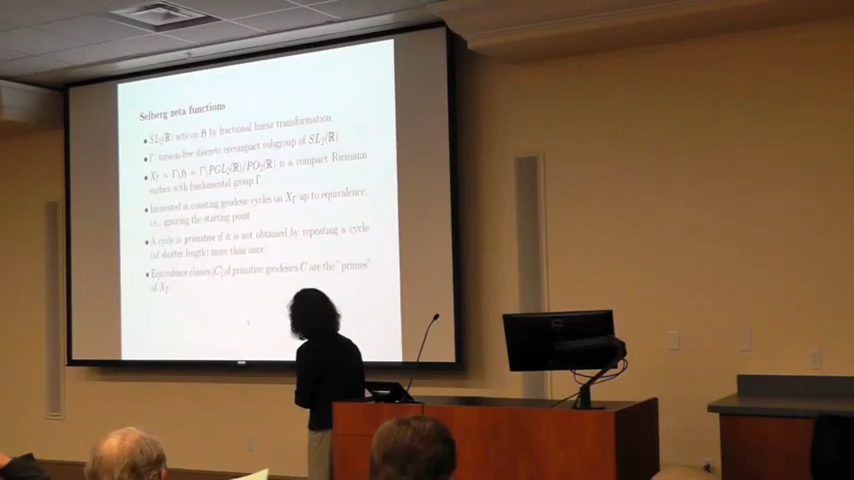 Selberg zeta functions
• SL₂(ℝ) acts on ℌ by fractional linear transformation
• Γ: torsion-free discrete cocompact subgroup of SL₂(ℝ)
• X_Γ = Γ\ℌ = Γ\PGL₂(ℝ)/PO₂(ℝ) is a compact Riemann
surface with fundamental group Γ
• Interested in counting geodesic cycles on X_Γ up to equivalence,
i.e., ignoring the starting point
• A cycle is primitive if it is not obtained by repeating a cycle
(of shorter length) more than once
• Equivalence classes [C] of primitive geodesics C are the "primes"
of X_Γ